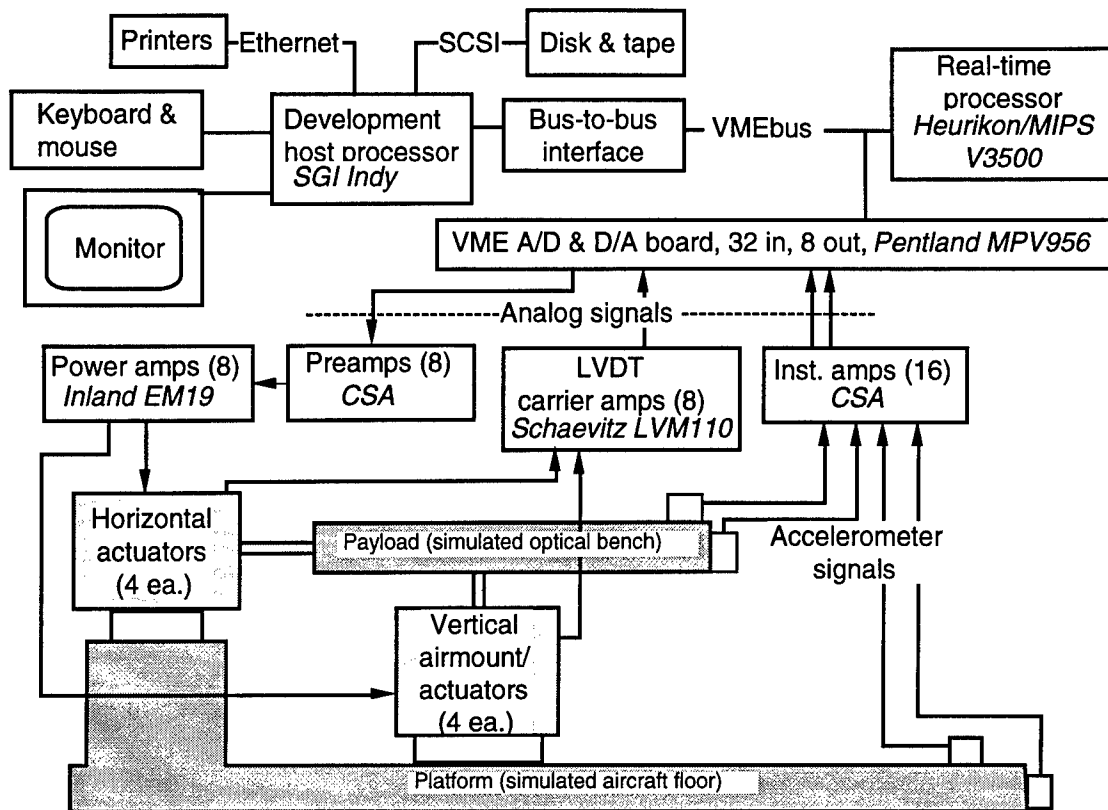 Printers
Ethernet
SCSI
Disk & tape
Keyboard &
mouse
Development
host processor
SGI Indy
Bus-to-bus
interface
VMEbus
Real-time
processor
Heurikon/MIPS
V3500
Monitor
VME A/D & D/A board, 32 in, 8 out, Pentland MPV956
Analog signals
Power amps (8)
Inland EM19
Preamps (8)
CSA
LVDT
carrier amps (8)
Schaevitz LVM110
Inst. amps (16)
CSA
Horizontal
actuators
(4 ea.)
Payload (simulated optical bench)
Accelerometer
signals
Vertical
airmount/
actuators
(4 ea.)
Platform (simulated aircraft floor)